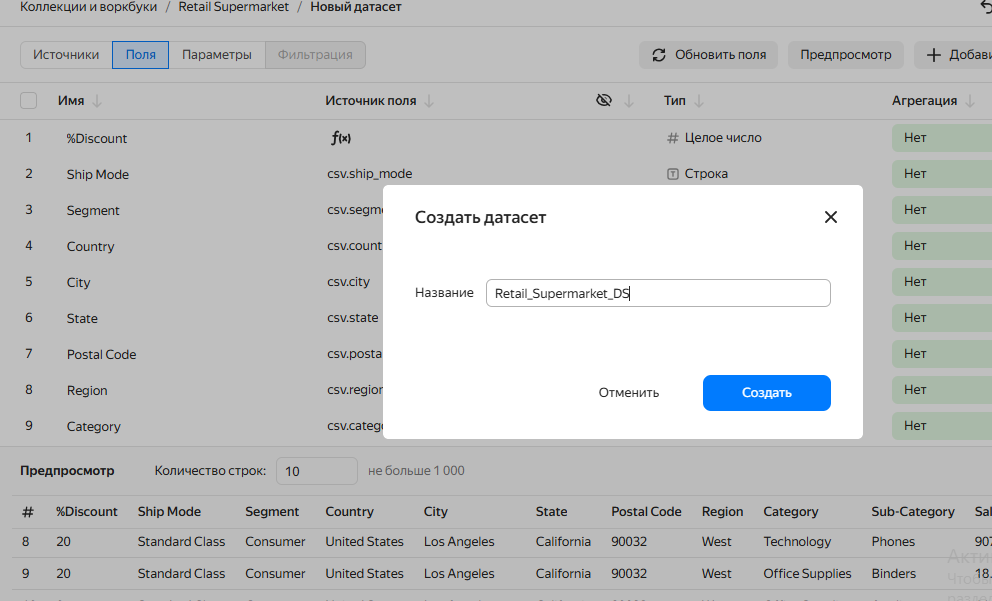 Коллекции и воркбуки / Retail Supermarket / Новый датасет
Источники Поля Параметры Фильтрация Обновить поля Предпросмотр Добави
Имя Источник поля Тип Агрегация
1 %Discount f(x) # Целое число Нет
2 Ship Mode csv.ship_mode T Строка Нет
3 Segment csv.segm Нет
4 Country csv.count Нет
5 City csv.city Нет
6 State csv.state Нет
7 Postal Code csv.posta Нет
8 Region csv.region Нет
9 Category csv.catego Нет
Создать датасет
Название Retail_Supermarket_DS
Отменить Создать
Предпросмотр Количество строк: 10 не больше 1 000
# %Discount Ship Mode Segment Country City State Postal Code Region Category Sub-Category Sal
8 20 Standard Class Consumer United States Los Angeles California 90032 West Technology Phones 907
9 20 Standard Class Consumer United States Los Angeles California 90032 West Office Supplies Binders 18.
Акти
Чтобы